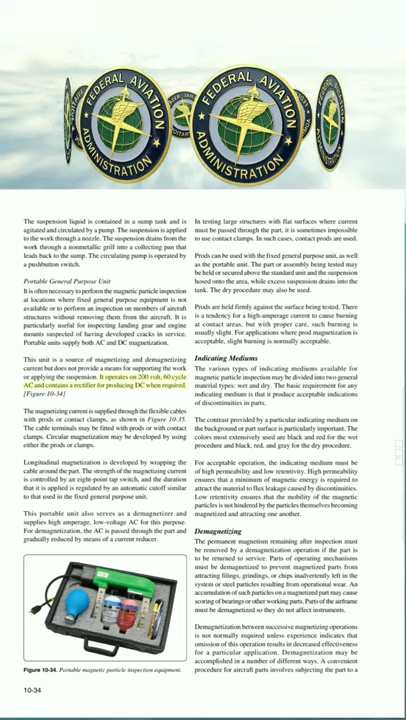 FEDERAL AVIATION
ADMINISTRATION
FEDERAL AVIATION
ADMINISTRATION
The suspension liquid is contained in a sump tank and is
agitated and circulated by a pump. The suspension is applied
to the work through a nozzle. The suspension drains from the
work through a nonmetallic grill into a collecting pan that
leads back to the sump. The circulating pump is operated by
a pushbutton switch.
Portable General Purpose Unit
It is often necessary to perform the magnetic particle inspection
at locations where fixed general purpose equipment is not
available or to perform an inspection on members of aircraft
structures without removing them from the aircraft. It is
particularly useful for inspecting landing gear and engine
mounts suspected of having developed cracks in service.
Portable units supply both AC and DC magnetization.
This unit is a source of magnetizing and demagnetizing
current but does not provide a means for supporting the work
or applying the suspension. It operates on 200 volt, 60 cycle
AC and contains a rectifier for producing DC when required.
[Figure 10-34]
The magnetizing current is supplied through the flexible cables
with prods or contact clamps, as shown in Figure 10-35.
The cable terminals may be fitted with prods or with contact
clamps. Circular magnetization may be developed by using
either the prods or clamps.
Longitudinal magnetization is developed by wrapping the
cable around the part. The strength of the magnetizing current
is controlled by an eight-point tap switch, and the duration
that it is applied is regulated by an automatic cutoff similar
to that used in the fixed general purpose unit.
This portable unit also serves as a demagnetizer and
supplies high amperage, low-voltage AC for this purpose.
For demagnetization, the AC is passed through the part and
gradually reduced by means of a current reducer.
Figure 10-34. Portable magnetic particle inspection equipment.
10-34
In testing large structures with flat surfaces where current
must be passed through the part, it is sometimes impossible
to use contact clamps. In such cases, contact prods are used.
Prods can be used with the fixed general purpose unit, as well
as the portable unit. The part or assembly being tested may
be held or secured above the standard unit and the suspension
hosed onto the area, while excess suspension drains into the
tank. The dry procedure may also be used.
Prods are held firmly against the surface being tested. There
is a tendency for a high-amperage current to cause burning
at contact areas, but with proper care, such burning is
usually slight. For applications where prod magnetization is
acceptable, slight burning is normally acceptable.
Indicating Mediums
The various types of indicating mediums available for
magnetic particle inspection may be divided into two general
material types: wet and dry. The basic requirement for any
indicating medium is that it produce acceptable indications
of discontinuities in parts.
The contrast provided by a particular indicating medium on
the background or part surface is particularly important. The
colors most extensively used are black and red for the wet
procedure and black, red, and gray for the dry procedure.
For acceptable operation, the indicating medium must be
of high permeability and low retentivity. High permeability
ensures that a minimum of magnetic energy is required to
attract the material to flux leakage caused by discontinuities.
Low retentivity ensures that the mobility of the magnetic
particles is not hindered by the particles themselves becoming
magnetized and attracting one another.
Demagnetizing
The permanent magnetism remaining after inspection must
be removed by a demagnetization operation if the part is
to be returned to service. Parts of operating mechanisms
must be demagnetized to prevent magnetized parts from
attracting filings, grindings, or chips inadvertently left in the
system or steel particles resulting from operational wear. An
accumulation of such particles on a magnetized part may cause
scoring of bearings or other working parts. Parts of the airframe
must be demagnetized so they do not affect instruments.
Demagnetization between successive magnetizing operations
is not normally required unless experience indicates that
omission of this operation results in decreased effectiveness
for a particular application. Demagnetization may be
accomplished in a number of different ways. A convenient
procedure for aircraft parts involves subjecting the part to a